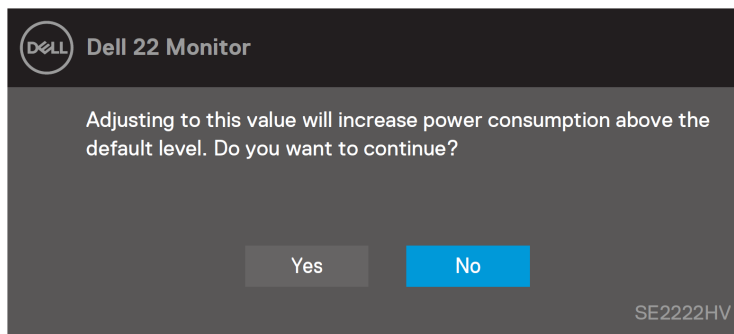 DELL Dell 22 Monitor
Adjusting to this value will increase power consumption above the
default level. Do you want to continue?
Yes No
SE2222HV